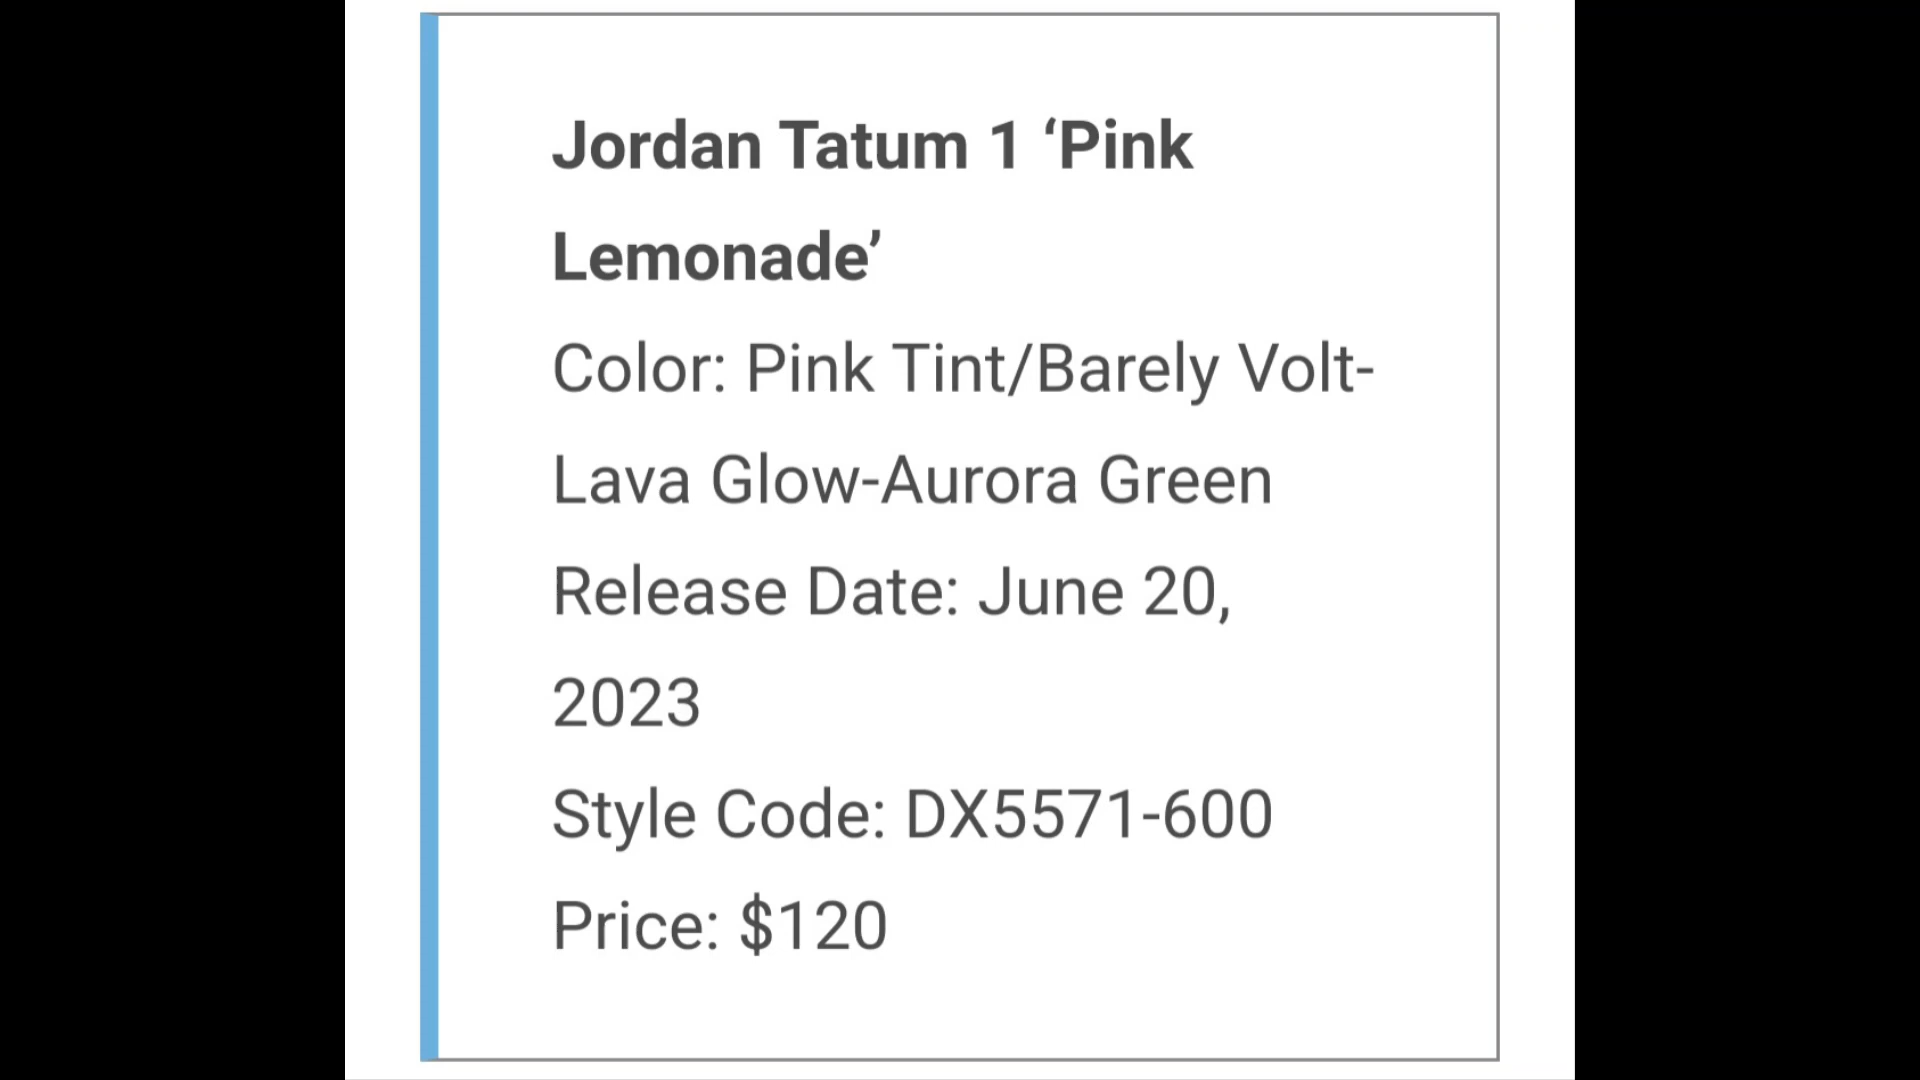 Jordan Tatum 1 ‘Pink
Lemonade’
Color: Pink Tint/Barely Volt-
Lava Glow-Aurora Green
Release Date: June 20,
2023
Style Code: DX5571-600
Price: $120